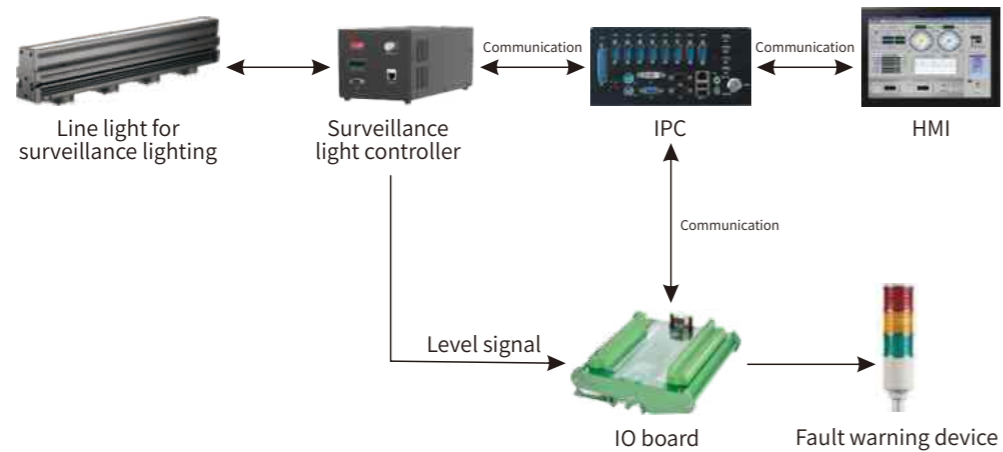 Communication
Communication
Line light for
surveillance lighting
Surveillance
light controller
IPC
HMI
Communication
Level signal
IO board
Fault warning device